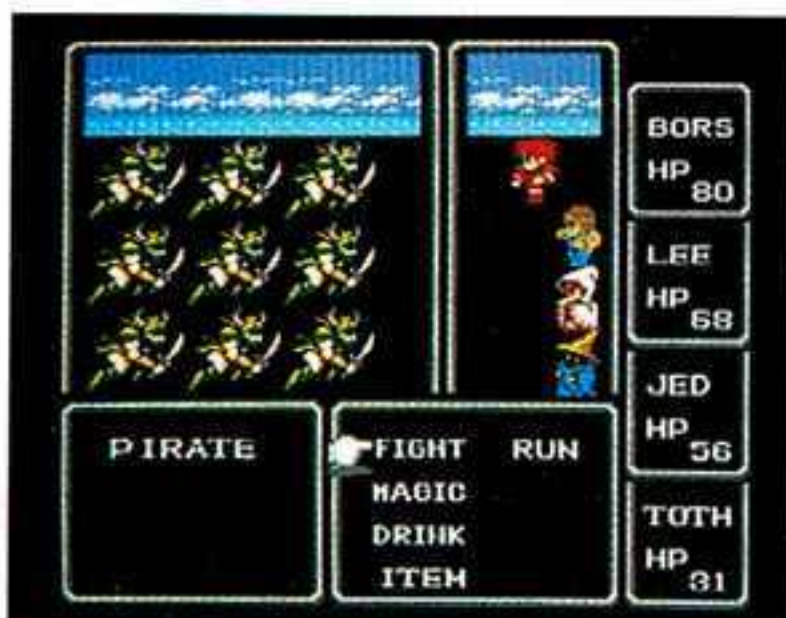 BORS
HP
80
LEE
HP
68
JED
HP
56
TOTH
HP
31
PIRATE
FIGHT RUN
MAGIC
DRINK
ITEM